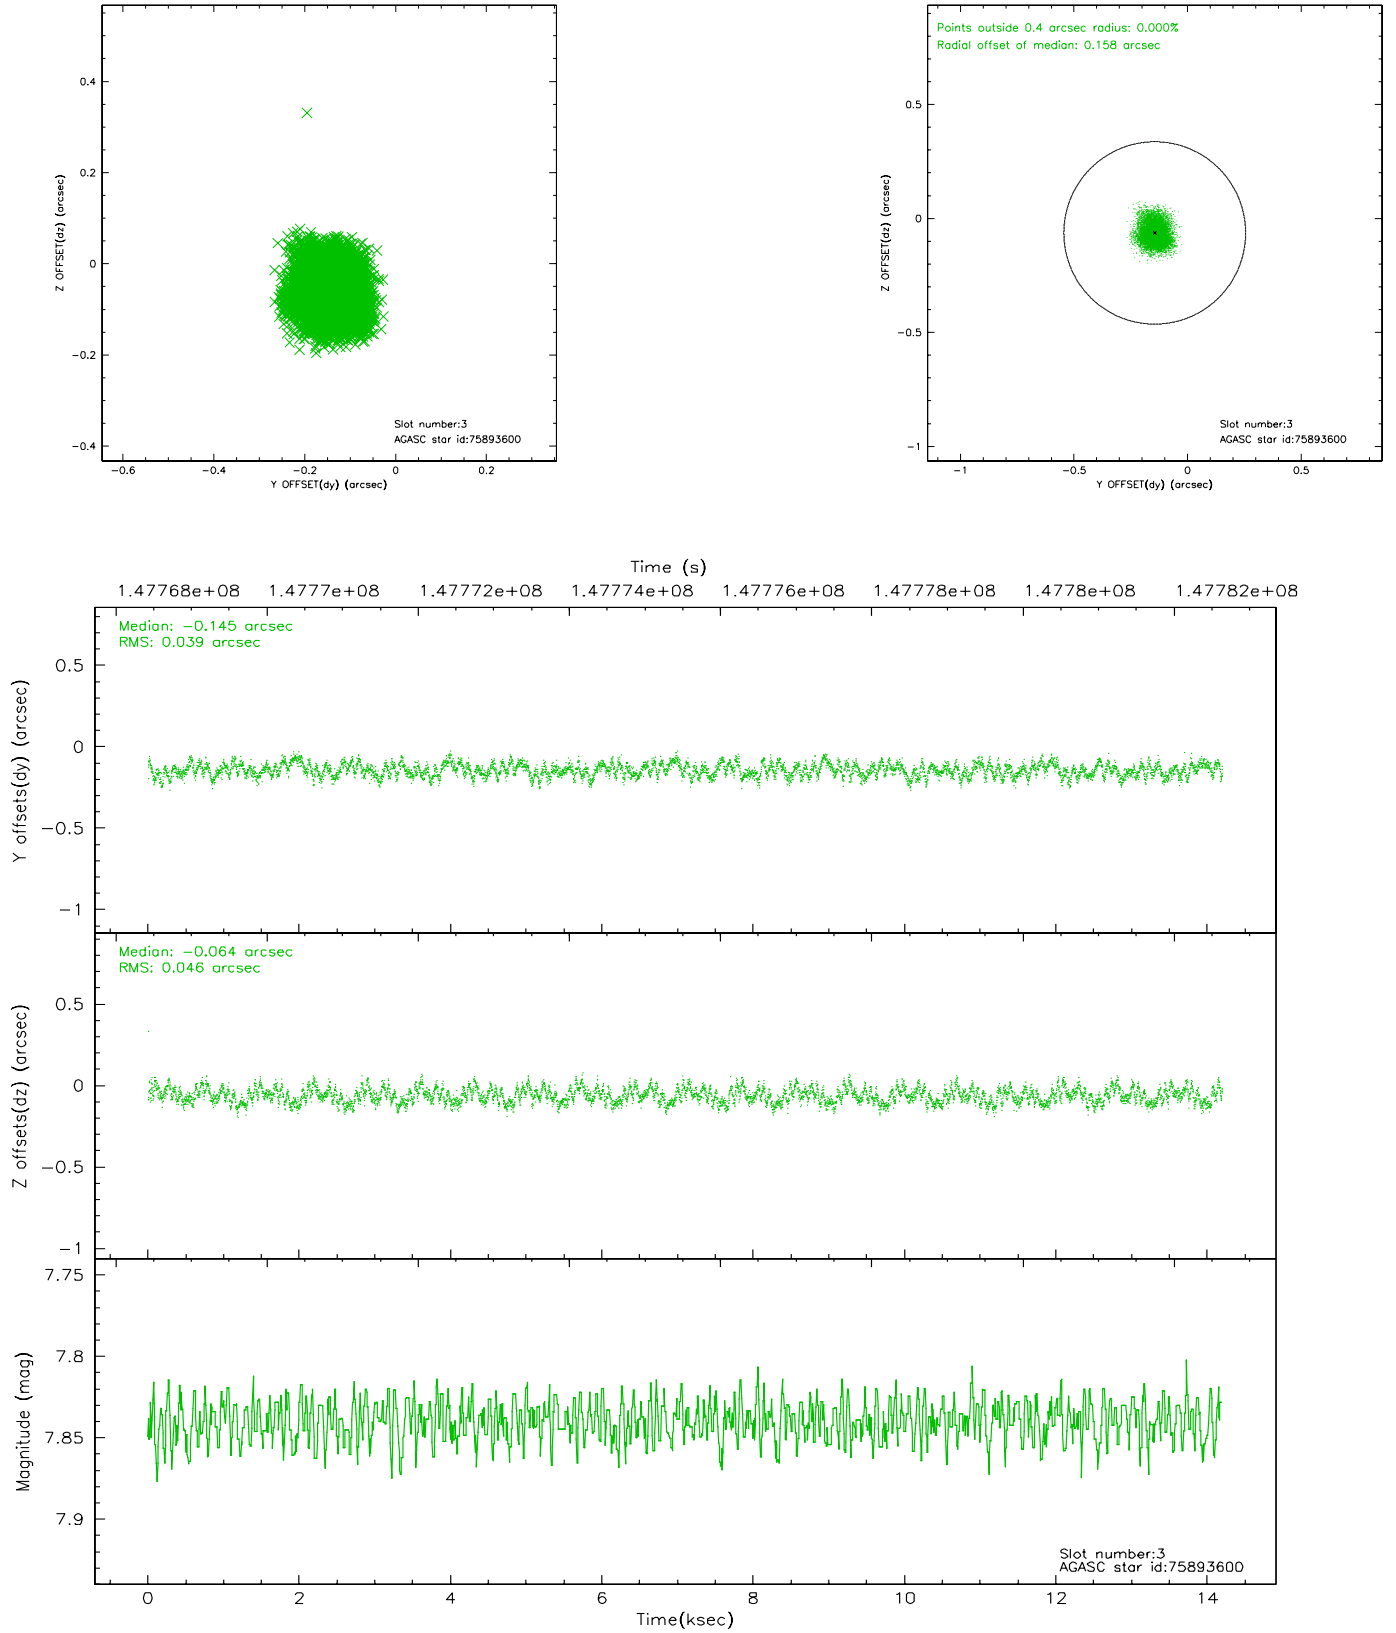 0.4
0.2
0
-0.2
-0.4
Z OFFSET(dz) (arcsec)
Slot number:3
AGASC star id:75893600
-0.6 -0.4 -0.2 0 0.2
Y OFFSET(dy) (arcsec)
Points outside 0.4 arcsec radius: 0.000%
Radial offset of median: 0.158 arcsec
0.5
0
-0.5
-1
Z OFFSET(dz) (arcsec)
Slot number:3
AGASC star id:75893600
-1 -0.5 0 0.5
Y OFFSET(dy) (arcsec)
Time (s)
1.47768e+08 1.4777e+08 1.47772e+08 1.47774e+08 1.47776e+08 1.47778e+08 1.4778e+08 1.47782e+08
Median: -0.145 arcsec
RMS: 0.039 arcsec
0.5
0
-0.5
-1
Y offsets(dy) (arcsec)
Median: -0.064 arcsec
RMS: 0.046 arcsec
0.5
0
-0.5
-1
Z offsets(dz) (arcsec)
7.75
7.8
7.85
7.9
Magnitude (mag)
Slot number:3
AGASC star id:75893600
0 2 4 6 8 10 12 14
Time(ksec)